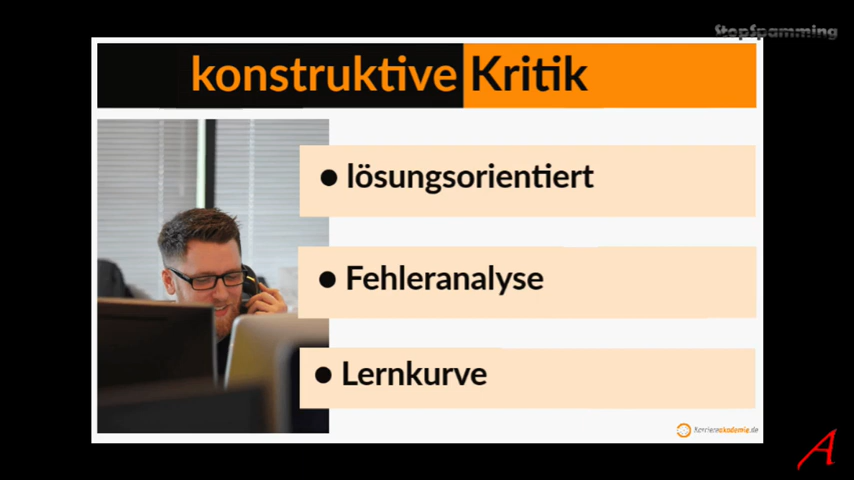 StopSpamming
konstruktive Kritik
● lösungsorientiert
● Fehleranalyse
● Lernkurve
Karriereakademie.de
A